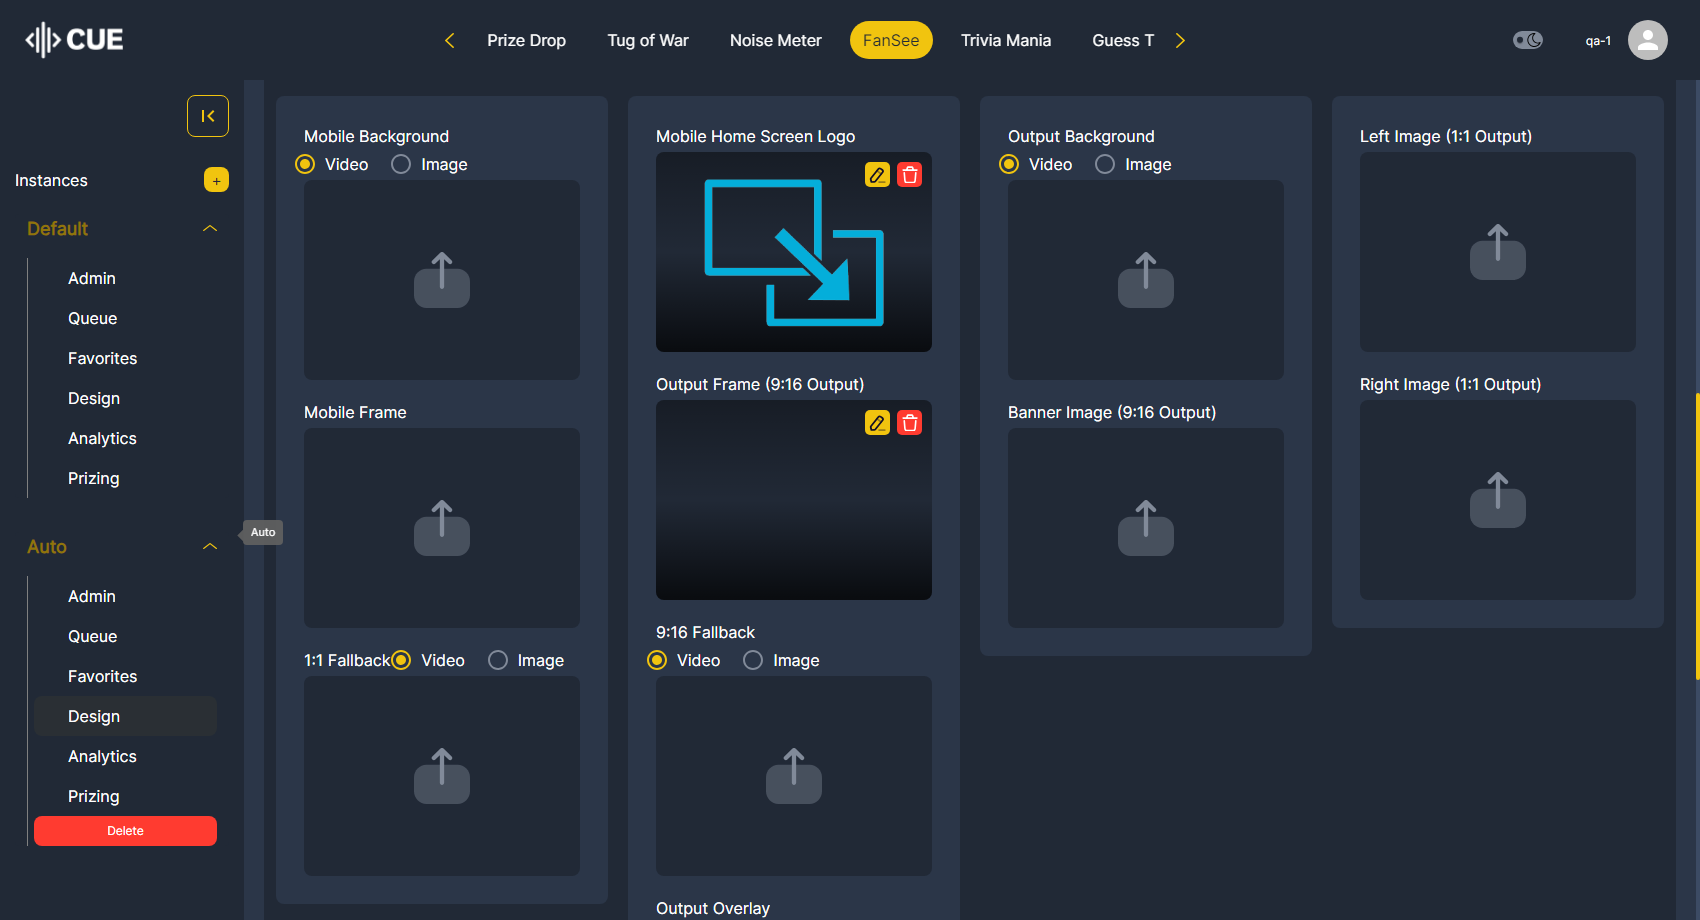 CUE
Prize Drop
Tug of War
Noise Meter
FanSee
Trivia Mania
Guess T
qa-1
Instances
+
Default
Admin
Queue
Favorites
Design
Analytics
Prizing
Auto
Auto
Admin
Queue
Favorites
Design
Analytics
Prizing
Delete
Mobile Background
Video
Image
Mobile Frame
1:1 Fallback
Video
Image
Mobile Home Screen Logo
Output Frame (9:16 Output)
9:16 Fallback
Video
Image
Output Overlay
Output Background
Video
Image
Banner Image (9:16 Output)
Left Image (1:1 Output)
Right Image (1:1 Output)